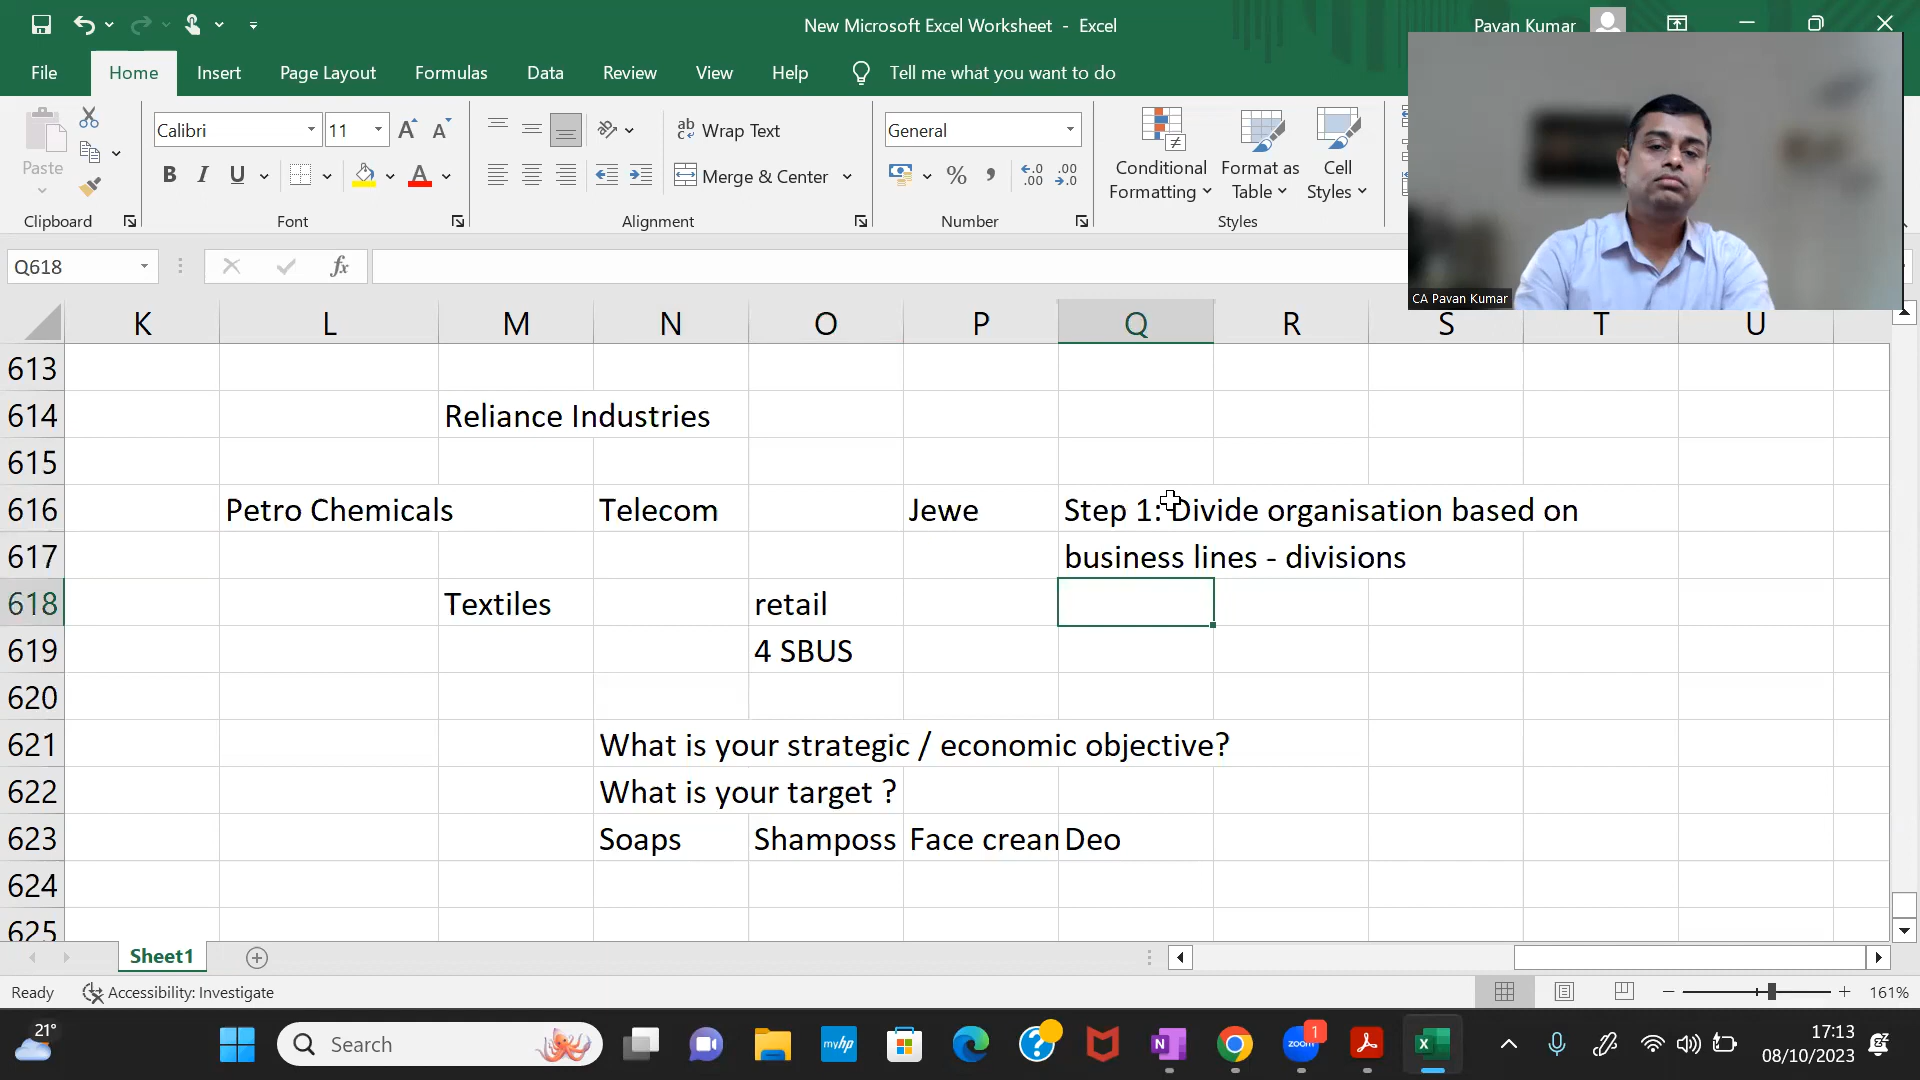 New Microsoft Excel Worksheet - Excel
Pavan Kumar
File Home Insert Page Layout Formulas Data Review View Help Tell me what you want to do
Calibri 11
Wrap Text
General
Paste
Merge & Center
Conditional Formatting
Format as Table
Cell Styles
Clipboard Font Alignment Number Styles
Q618
fx
CA Pavan Kumar
K L M N O P Q R S T U
613
614 Reliance Industries
615
616 Petro Chemicals Telecom Jewe Step 1: Divide organisation based on
617 business lines - divisions
618 Textiles retail
619 4 SBUS
620
621 What is your strategic / economic objective?
622 What is your target ?
623 Soaps Shamposs Face crean Deo
624
625
Sheet1
Ready Accessibility: Investigate 161%
21° Search myhp zoom 1 17:13
08/10/2023